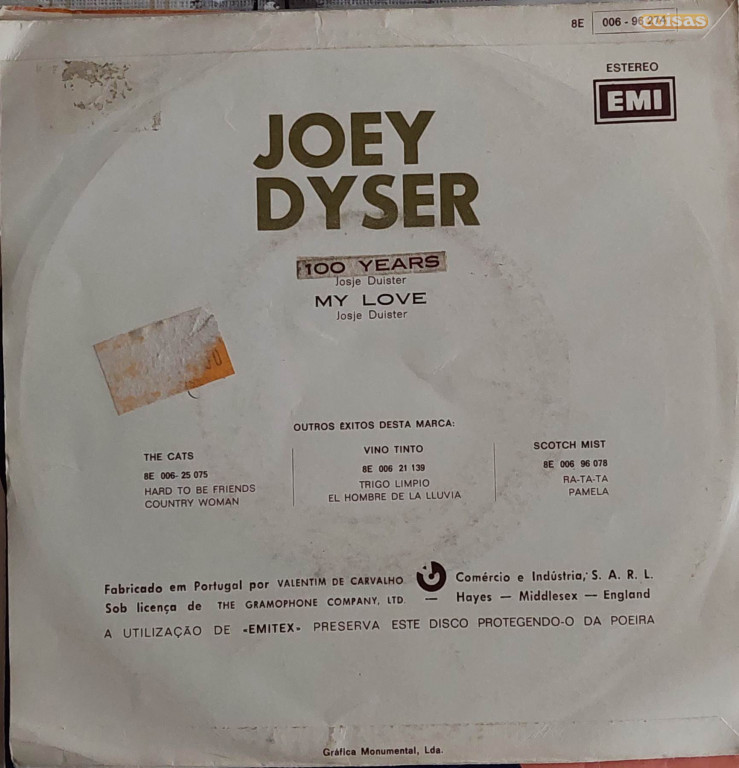 8E 006 - 96
coisas
ESTEREO
EMI
JOEY
DYSER
100 YEARS
Josje Duister
MY LOVE
Josje Duister
OUTROS ÊXITOS DESTA MARCA:
THE CATS
8E 006- 25 075
HARD TO BE FRIENDS
COUNTRY WOMAN
VINO TINTO
8E 006 21 139
TRIGO LIMPIO
EL HOMBRE DE LA LLUVIA
SCOTCH MIST
8E 006 96 078
RA-TA-TA
PAMELA
Fabricado em Portugal por VALENTIM DE CARVALHO Comércio e Indústria, S. A. R. L.
Sob licença de THE GRAMOPHONE COMPANY, LTD. — Hayes — Middlesex — England
A UTILIZAÇÃO DE «EMITEX» PRESERVA ESTE DISCO PROTEGENDO-O DA POEIRA
Gráfica Monumental, Lda.